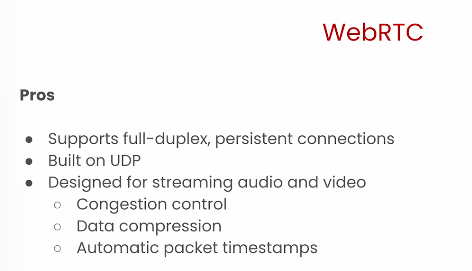 WebRTC
Pros
● Supports full-duplex, persistent connections
● Built on UDP
● Designed for streaming audio and video
○ Congestion control
○ Data compression
○ Automatic packet timestamps